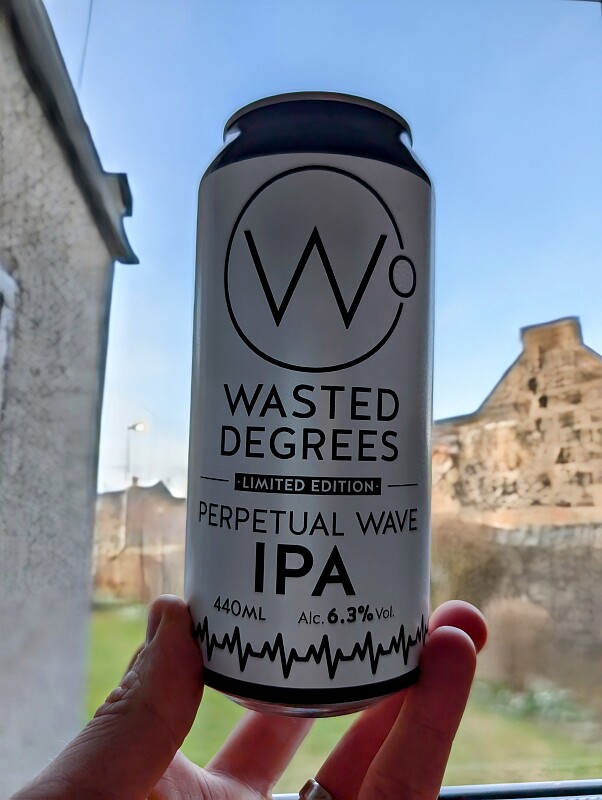 W°
WASTED
DEGREES
·LIMITED EDITION·
PERPETUAL WAVE
IPA
440ML Alc. 6.3% Vol.